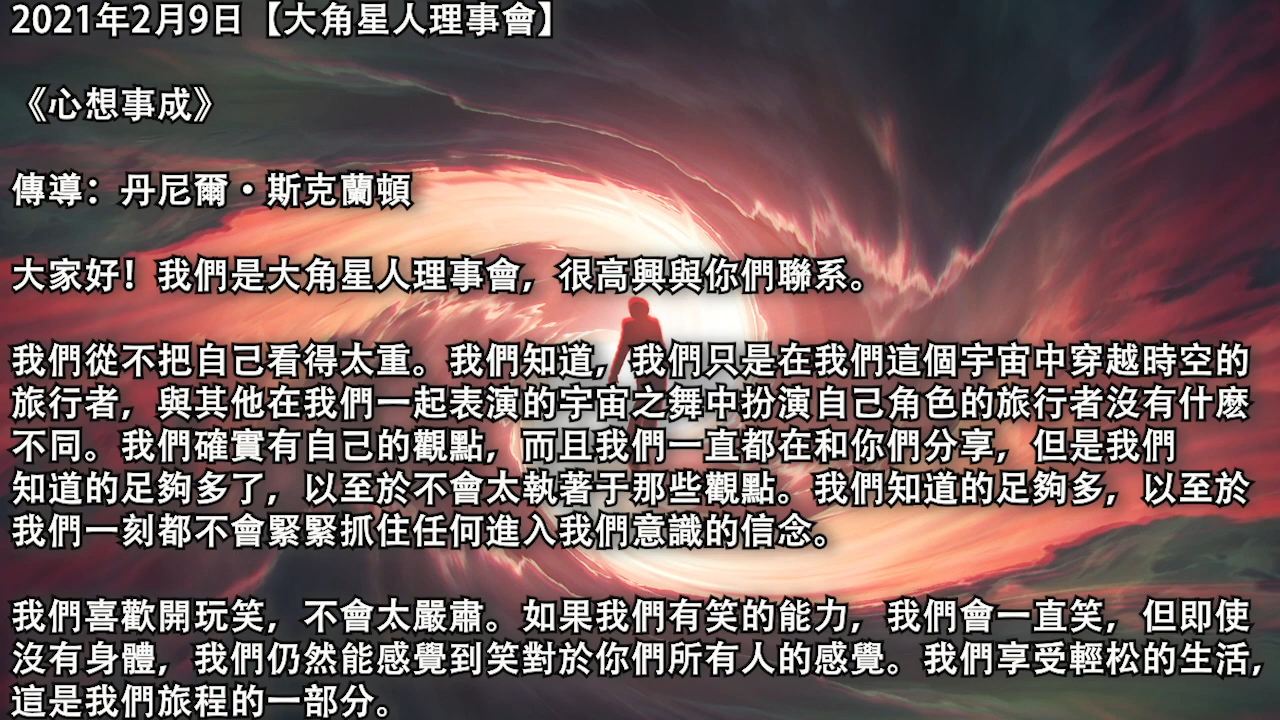 2021年2月9日【大角星人理事會】
《心想事成》
傳導：丹尼爾·斯克蘭頓
大家好！我們是大角星人理事會，很高興與你們聯系。
我們從不把自己看得太重。我們知道，我們只是在我們這個宇宙中穿越時空的
旅行者，與其他在我們一起表演的宇宙之舞中扮演自己角色的旅行者沒有什麽
不同。我們確實有自己的觀點，而且我們一直都在和你們分享，但是我們
知道的足夠多了，以至於不會太執著于那些觀點。我們知道的足夠多，以至於
我們一刻都不會緊緊抓住任何進入我們意識的信念。
我們喜歡開玩笑，不會太嚴肅。如果我們有笑的能力，我們會一直笑，但即使
沒有身體，我們仍然能感覺到笑對於你們所有人的感覺。我們享受輕松的生活，
這是我們旅程的一部分。